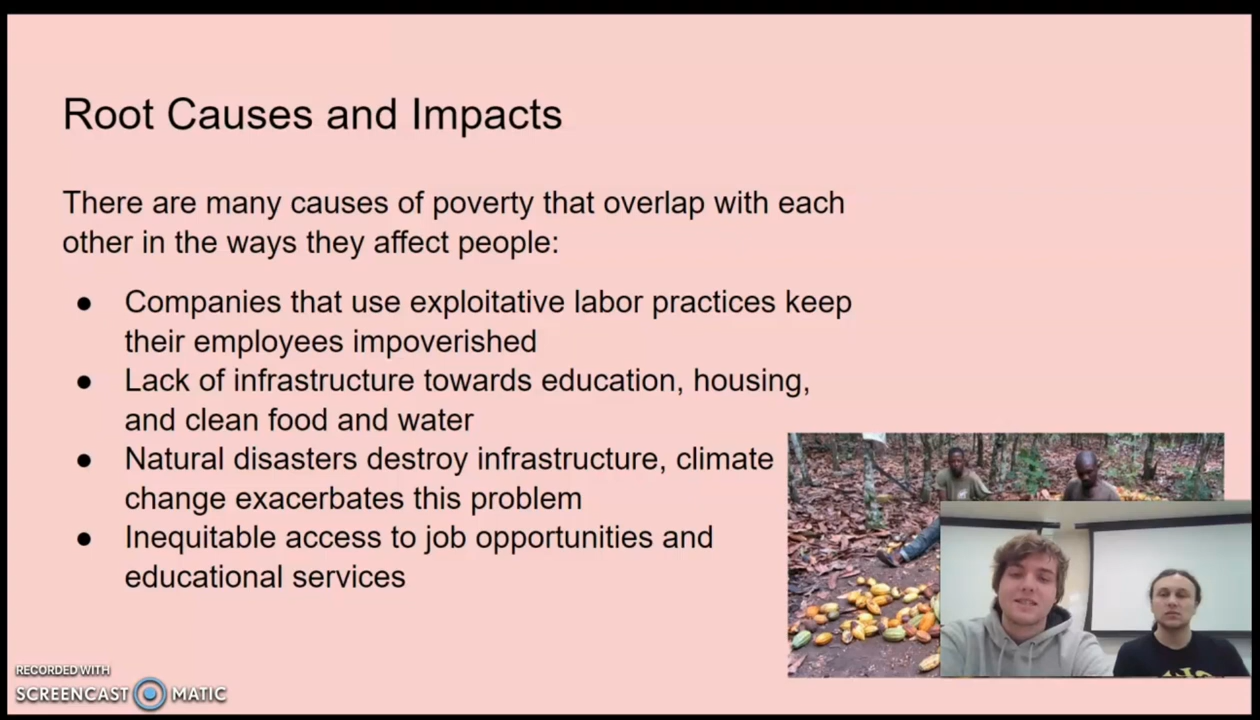 Root Causes and Impacts
There are many causes of poverty that overlap with each
other in the ways they affect people:
● Companies that use exploitative labor practices keep
their employees impoverished
● Lack of infrastructure towards education, housing,
and clean food and water
● Natural disasters destroy infrastructure, climate
change exacerbates this problem
● Inequitable access to job opportunities and
educational services
RECORDED WITH
SCREENCAST MATIC